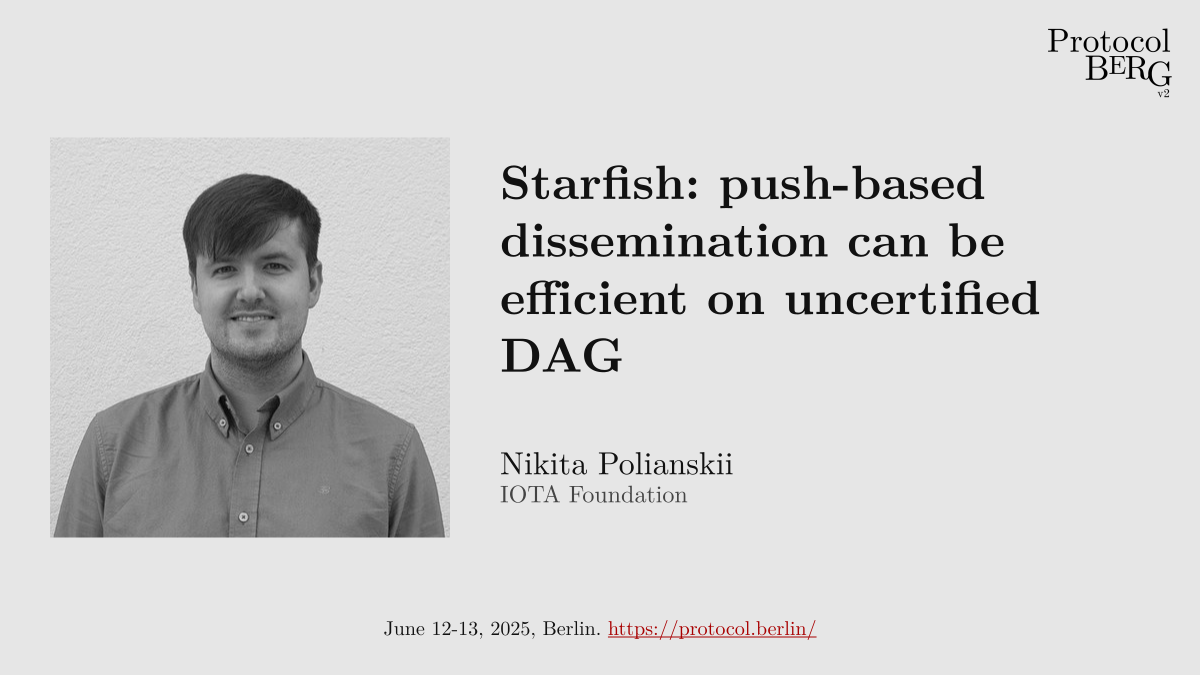 Protocol
BERG
v2
Starfish: push-based
dissemination can be
efficient on uncertified
DAG
Nikita Polianskii
IOTA Foundation
June 12-13, 2025, Berlin. https://protocol.berlin/